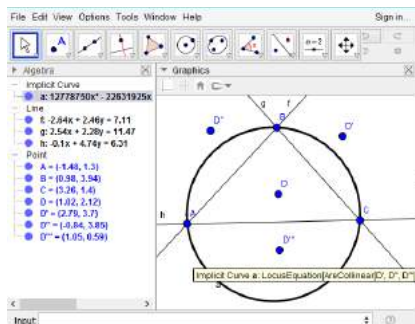 File Edit View Options Tools Window Help Sign in...
Algebra
Graphics
Implicit Curve
a: 12778750x⁴ - 22631925x
Line
f: -2.64x + 2.46y = 7.11
g: 2.54x + 2.28y = 11.47
h: -0.1x + 4.74y = 6.31
Point
A = (-1.48, 1.3)
B = (0.98, 3.94)
C = (3.26, 1.4)
D = (1.02, 2.12)
D' = (2.79, 3.7)
D'' = (-0.84, 3.85)
D''' = (1.05, 0.59)
g
f
D''
B
D'
D
h
A
C
D'''
Implicit Curve a: LocusEquation[AreCollinear[D', D'', D''']
Input: